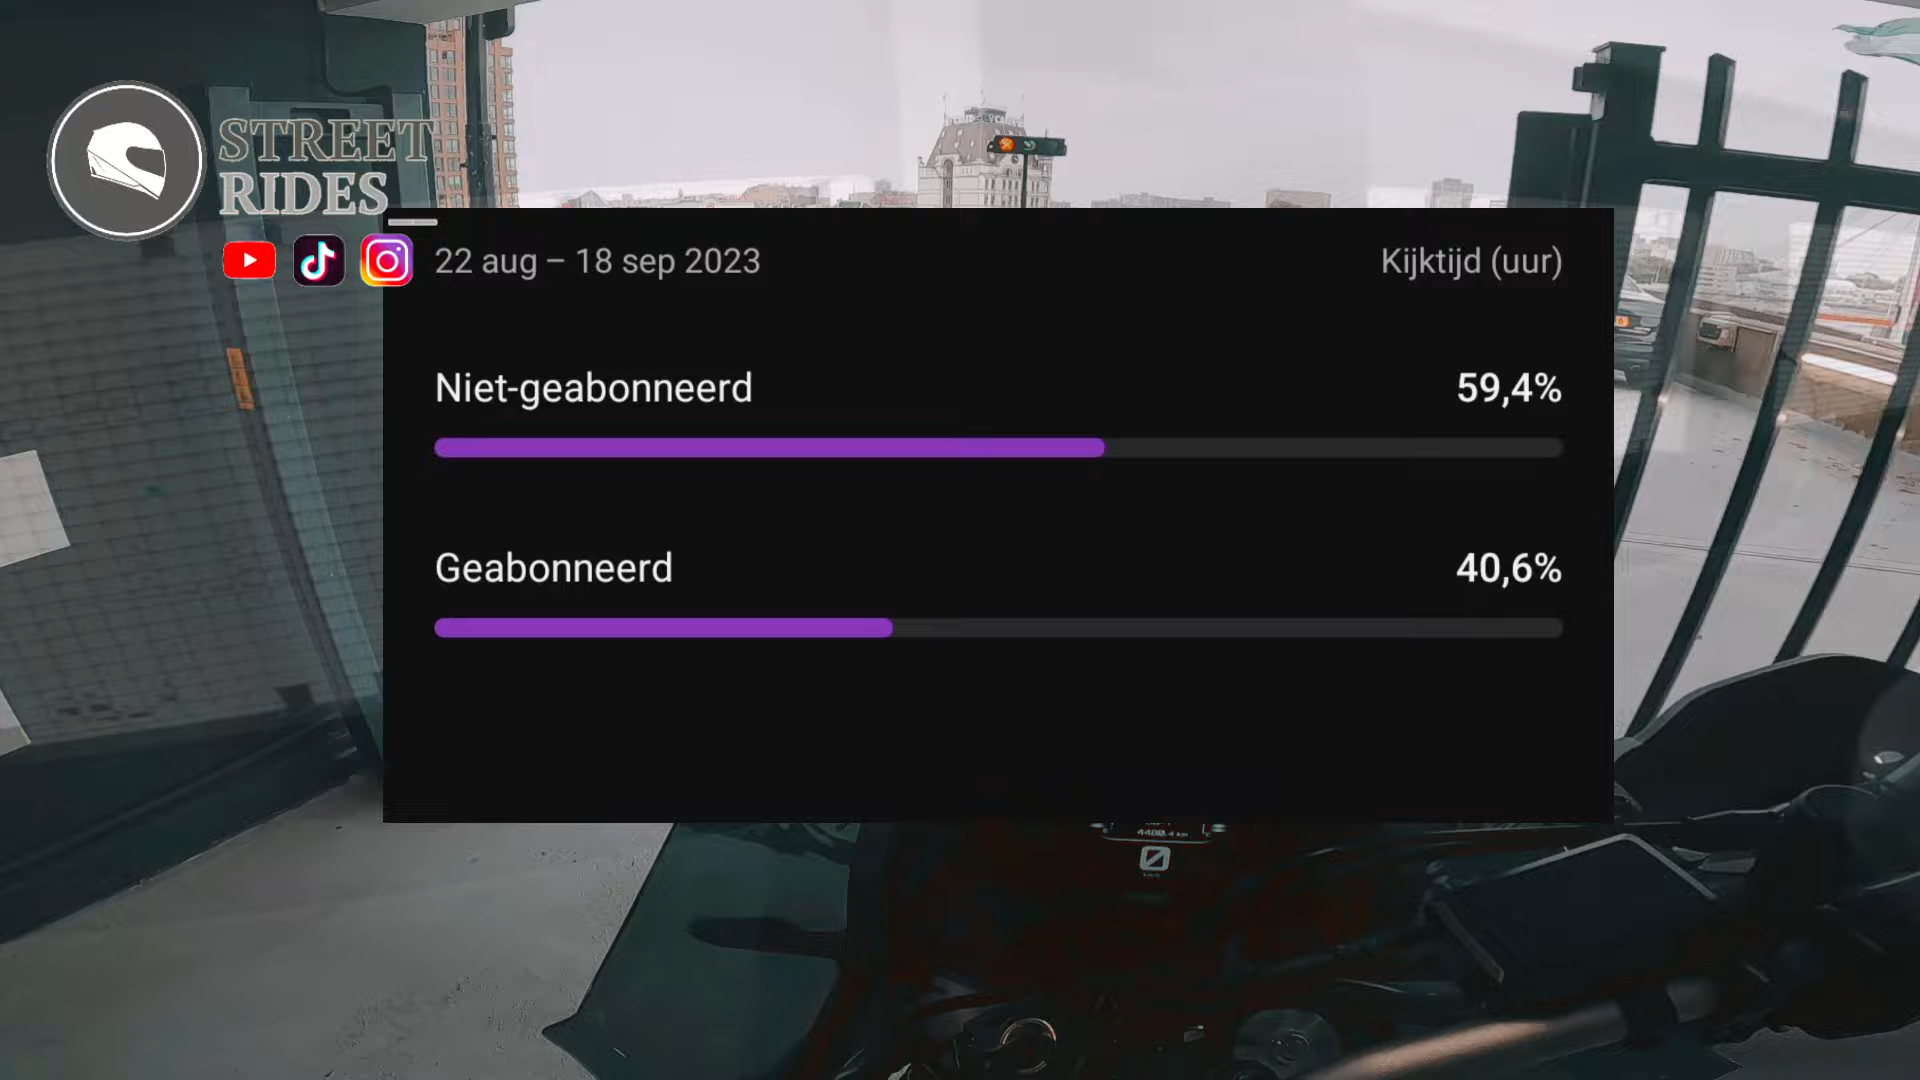 STREET
RIDES
22 aug – 18 sep 2023
Kijktijd (uur)
Niet-geabonneerd
59,4%
Geabonneerd
40,6%